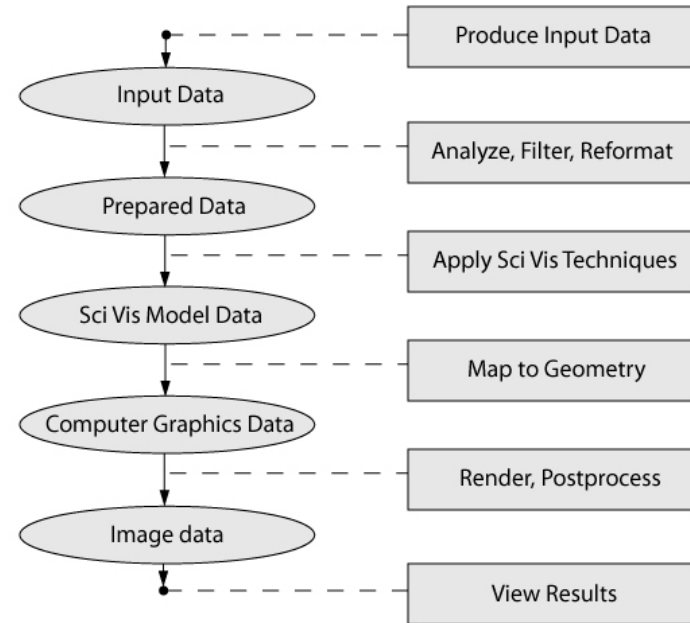 Produce Input Data
Input Data
Analyze, Filter, Reformat
Prepared Data
Apply Sci Vis Techniques
Sci Vis Model Data
Map to Geometry
Computer Graphics Data
Render, Postprocess
Image data
View Results